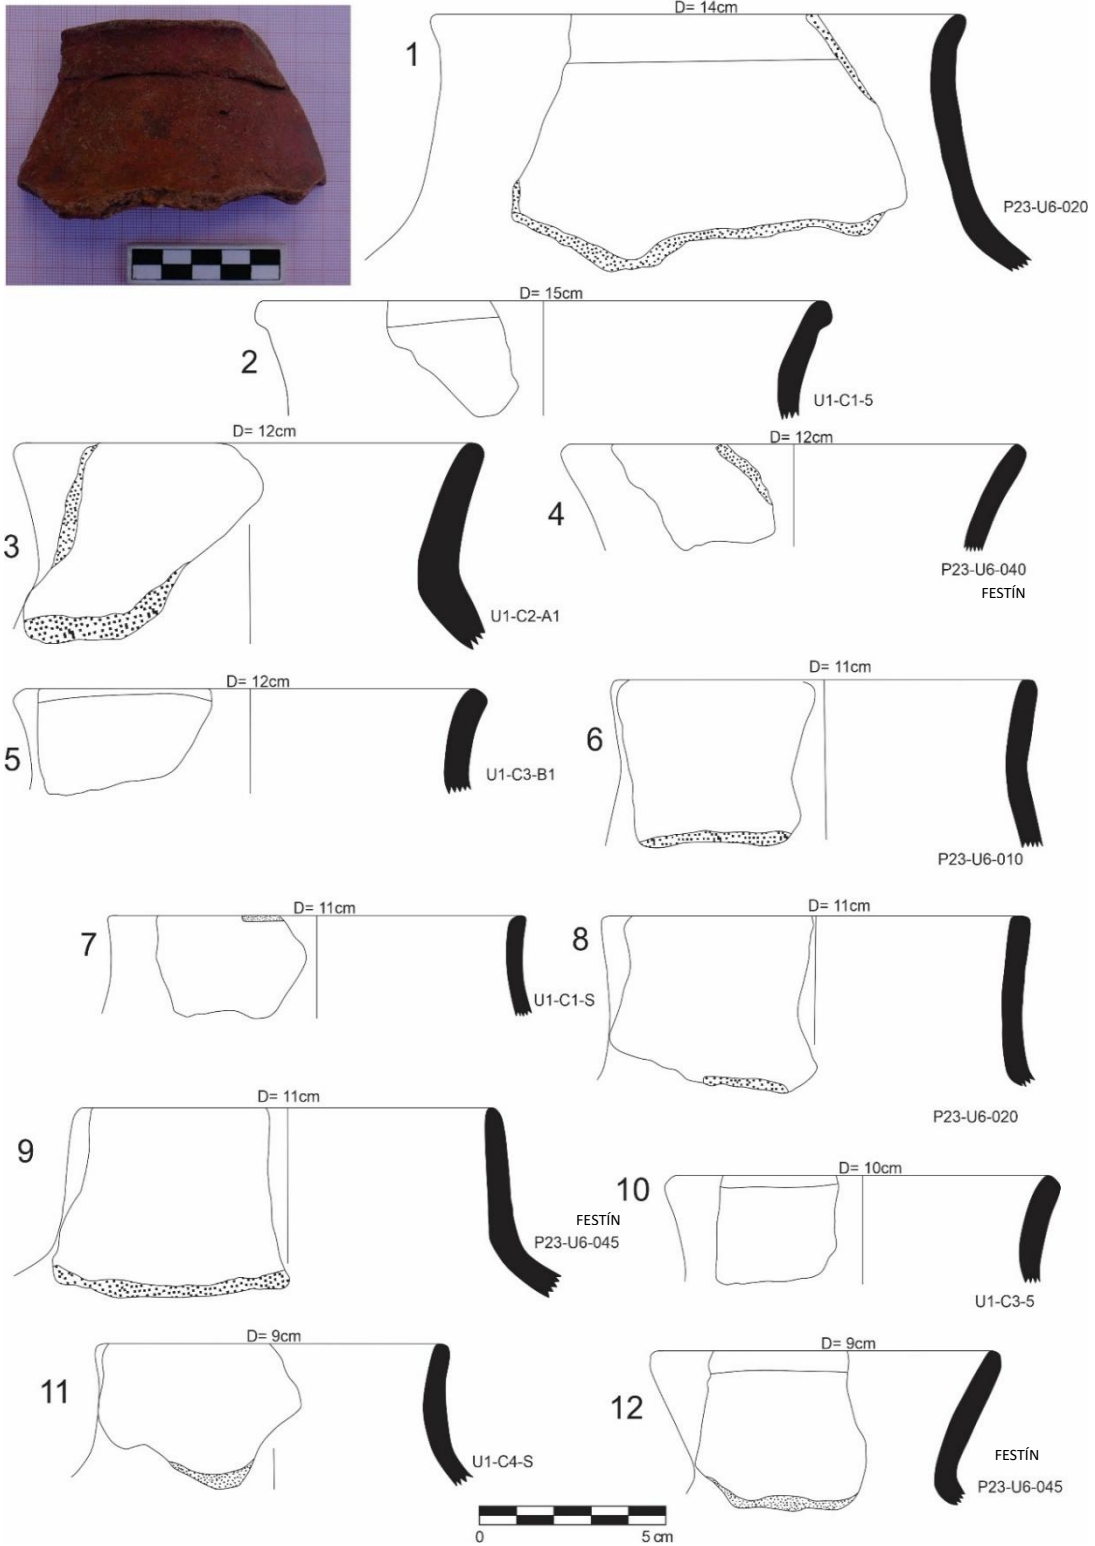 D= 14cm
1
P23-U6-020
D= 15cm
2
U1-C1-5
D= 12cm
3
U1-C2-A1
D= 12cm
4
P23-U6-040
FESTÍN
D= 12cm
5
U1-C3-B1
D= 11cm
6
P23-U6-010
D= 11cm
7
U1-C1-S
D= 11cm
8
P23-U6-020
D= 11cm
9
FESTÍN
P23-U6-045
D= 10cm
10
U1-C3-5
D= 9cm
11
U1-C4-S
D= 9cm
12
FESTÍN
P23-U6-045
0 5 cm